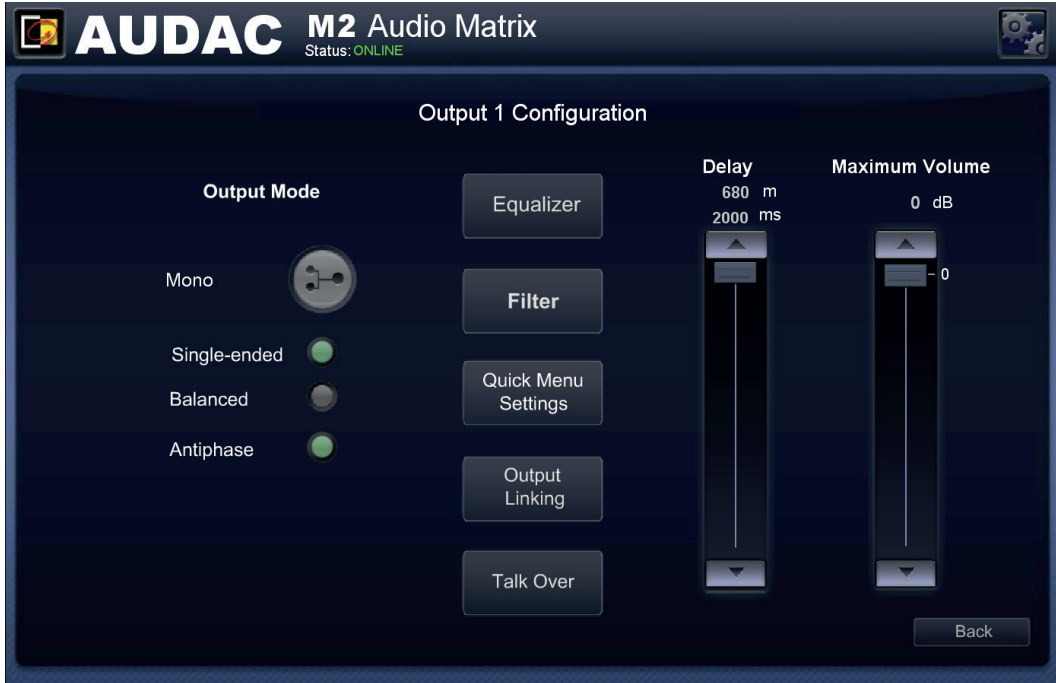 AUDAC M2 Audio Matrix
Status: ONLINE
Output 1 Configuration
Output Mode
Mono
Single-ended
Balanced
Antiphase
Equalizer
Filter
Quick Menu
Settings
Output
Linking
Talk Over
Delay
680 m
2000 ms
Maximum Volume
0 dB
0
Back